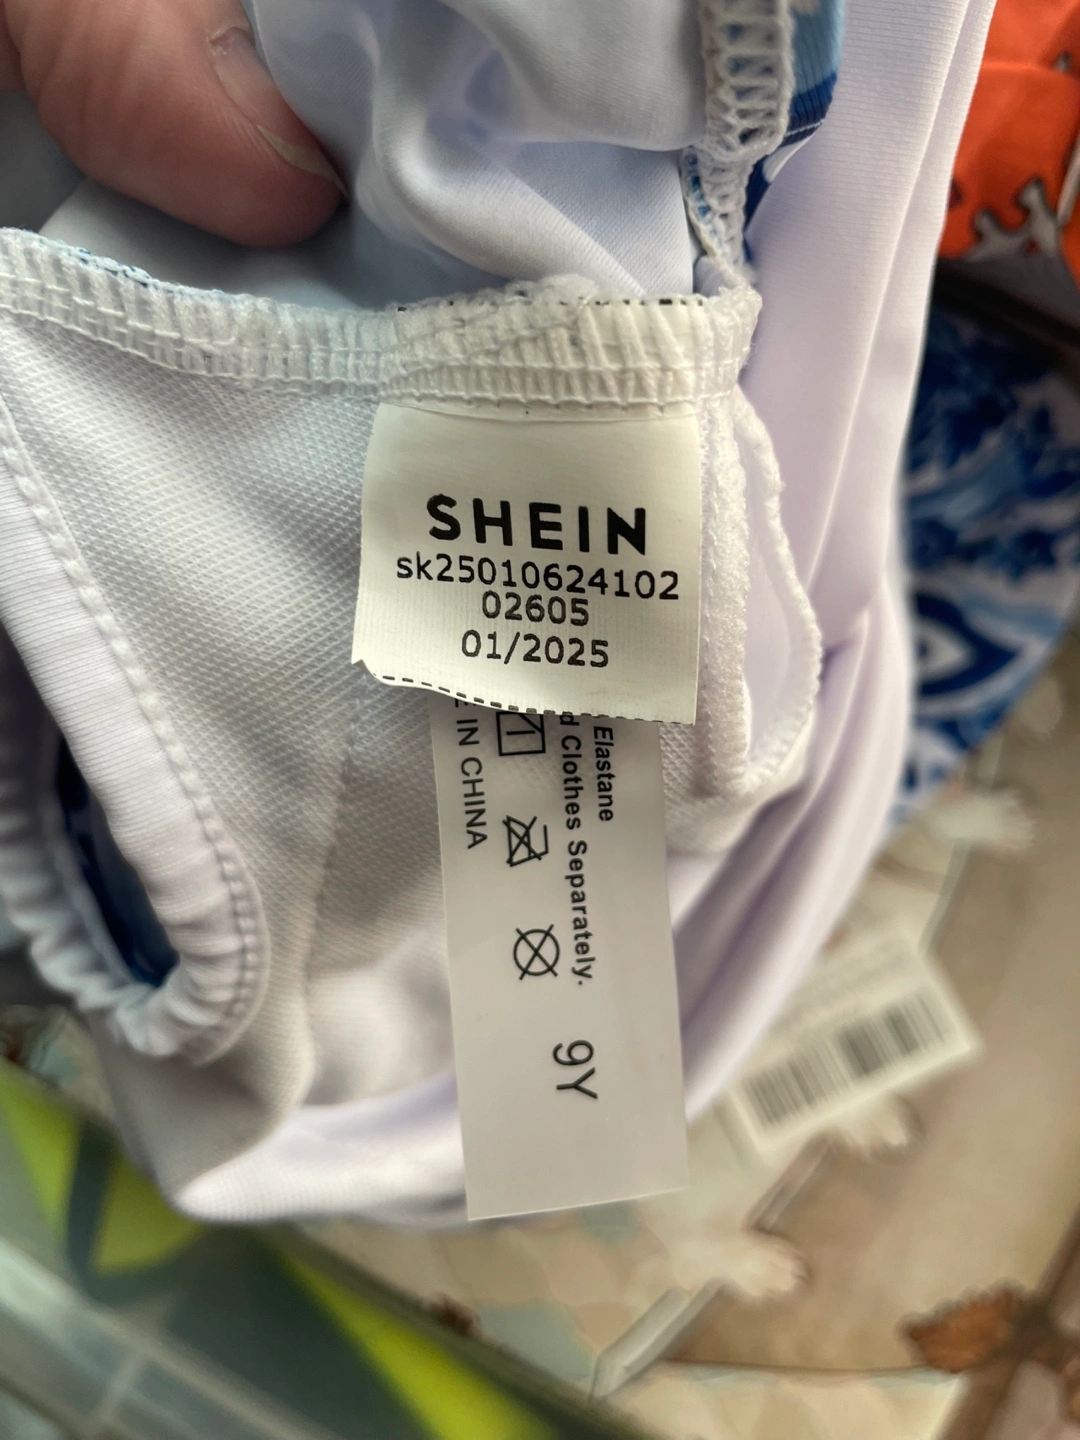 SHEIN
sk25010624102
02605
01/2025
Elastane
Clothes Separately.
IN CHINA
9Y